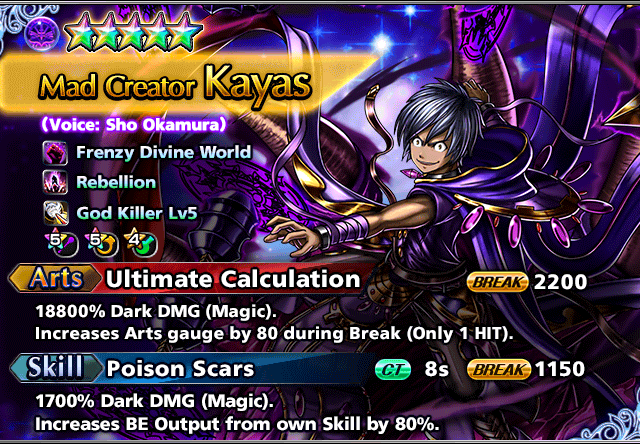 Mad Creator Kayas
(Voice: Sho Okamura)
Frenzy Divine World
Rebellion
God Killer Lv5
5 5 4
Arts Ultimate Calculation BREAK 2200
18800% Dark DMG (Magic).
Increases Arts gauge by 80 during Break (Only 1 HIT).
Skill Poison Scars CT 8s BREAK 1150
1700% Dark DMG (Magic).
Increases BE Output from own Skill by 80%.